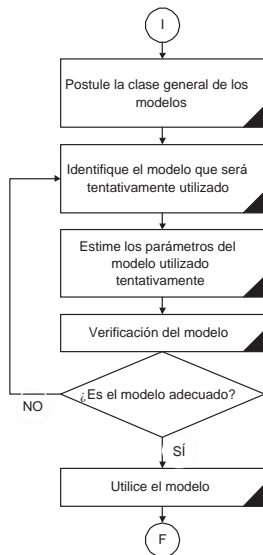 I
Postule la clase general de los
modelos
Identifique el modelo que será
tentativamente utilizado
Estime los parámetros del
modelo utilizado
tentativamente
Verificación del modelo
¿Es el modelo adecuado?
NO
SÍ
Utilice el modelo
F